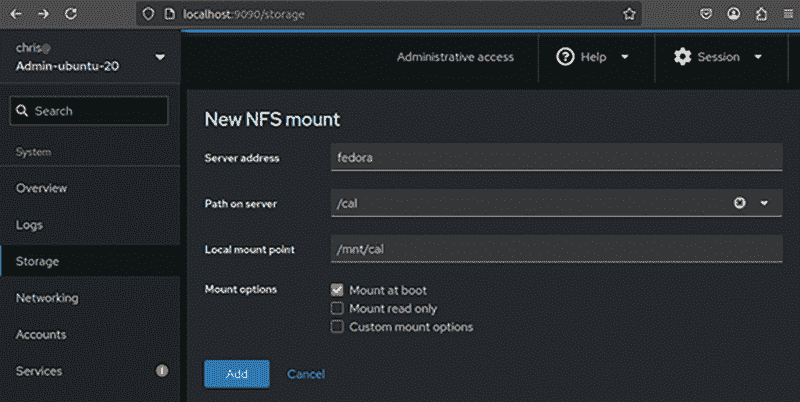 localhost:9090/storage
chris@
Admin-ubuntu-20
Administrative access
Help
Session
Search
System
Overview
Logs
Storage
Networking
Accounts
Services
New NFS mount
Server address
fedora
Path on server
/cal
Local mount point
/mnt/cal
Mount options
Mount at boot
Mount read only
Custom mount options
Add
Cancel